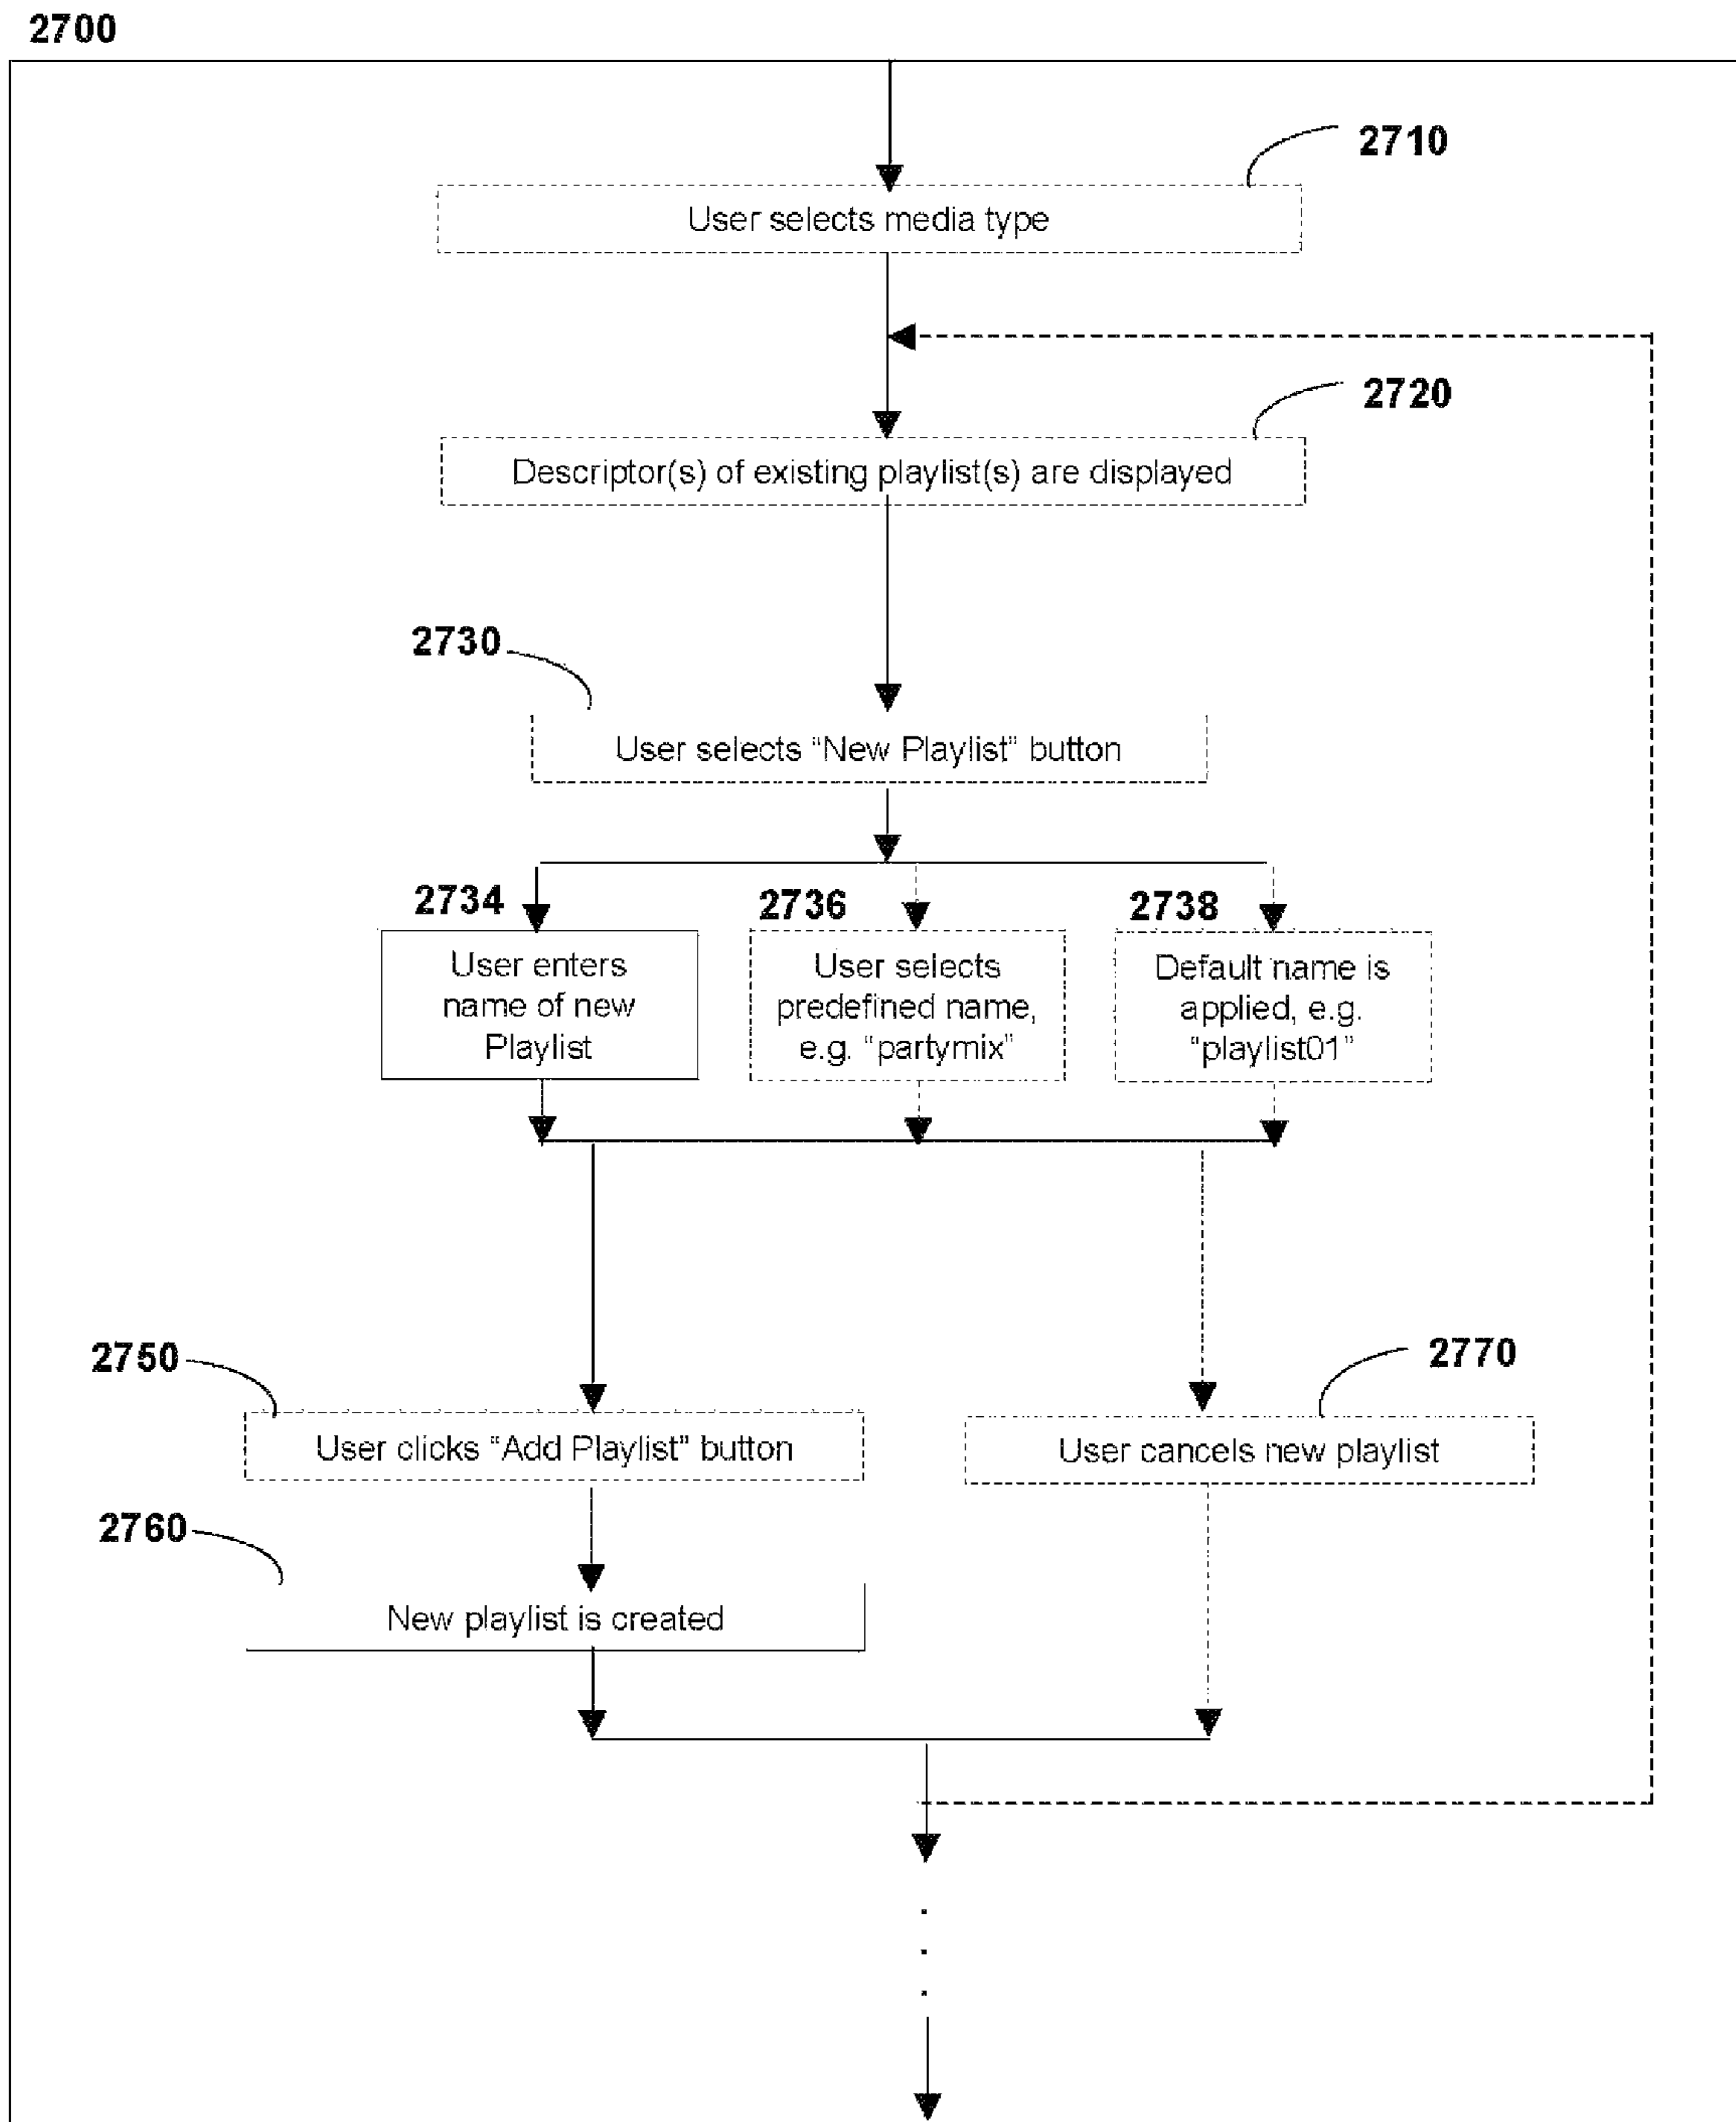 2700
2710
User selects media type
2720
Descriptor(s) of existing playlist(s) are displayed
2730
User selects “New Playlist” button
2734
User enters
name of new
Playlist
2736
User selects
predefined name,
e.g. “partymix”
2738
Default name is
applied, e.g.
“playlist01”
2750
User clicks “Add Playlist” button
2770
User cancels new playlist
2760
New playlist is created